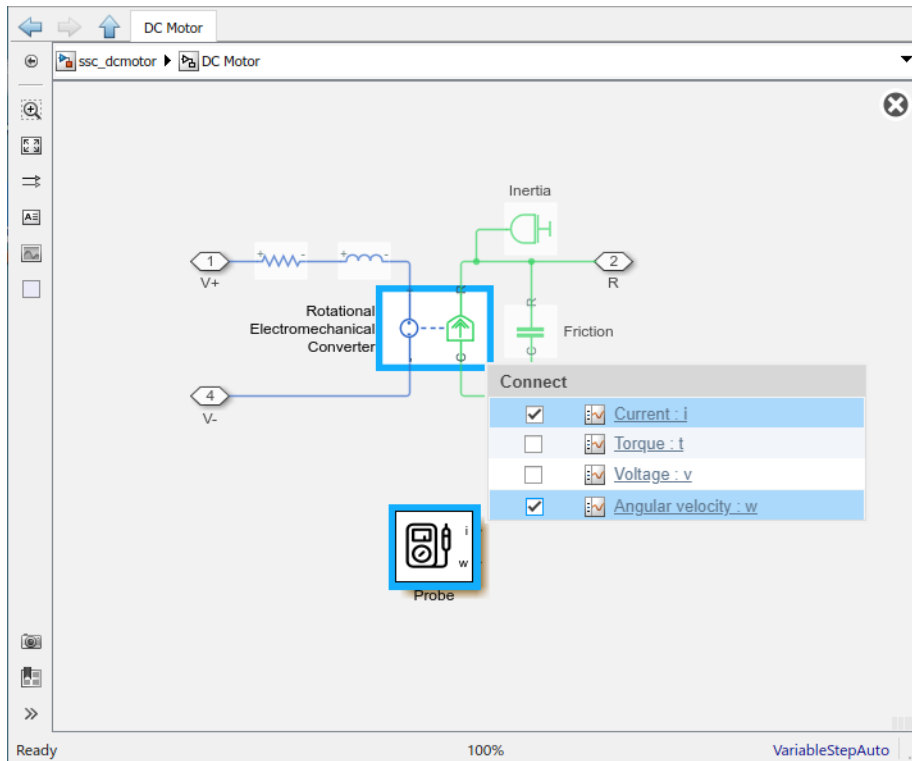 DC Motor
ssc_dcmotor DC Motor
Inertia
+ - + -
1
2
V+
R
R
R
Rotational
Electromechanical
Converter
Friction
C
C
4
V-
Connect
Current : i
Torque : t
Voltage : v
Angular velocity : w
i
w
Probe
Ready 100% VariableStepAuto